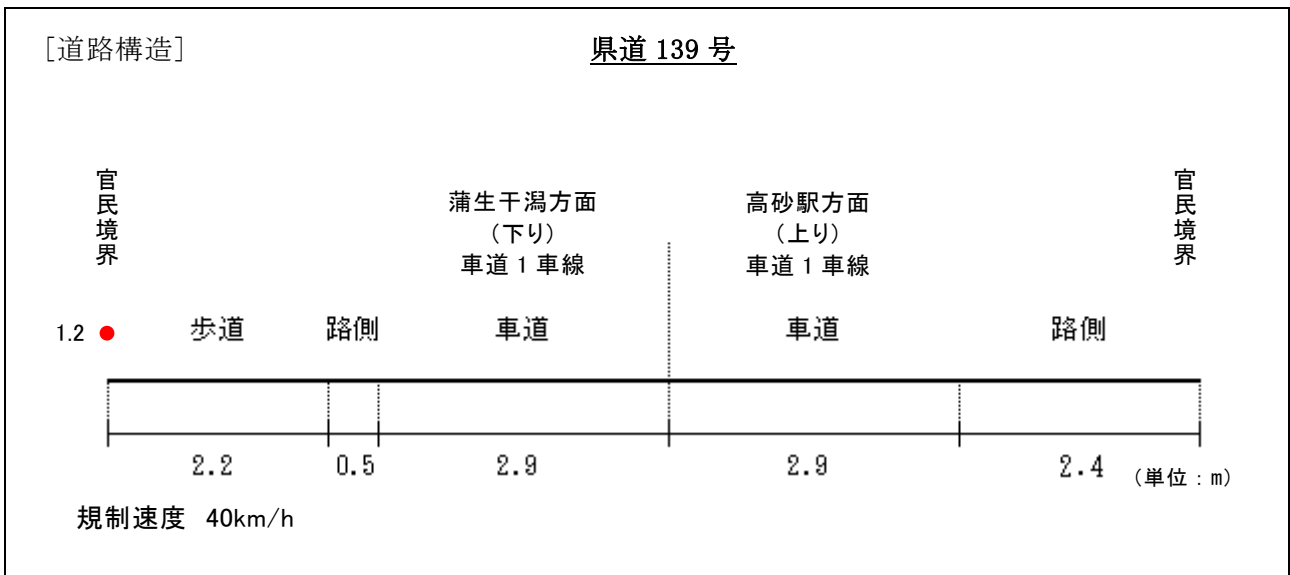 ［道路構造］
県道 139 号
官民境界
蒲生干潟方面
（下り）
車道 1 車線
高砂駅方面
（上り）
車道 1 車線
官民境界
1.2
歩道
路側
車道
車道
路側
2.2
0.5
2.9
2.9
2.4
（単位：m）
規制速度 40km/h